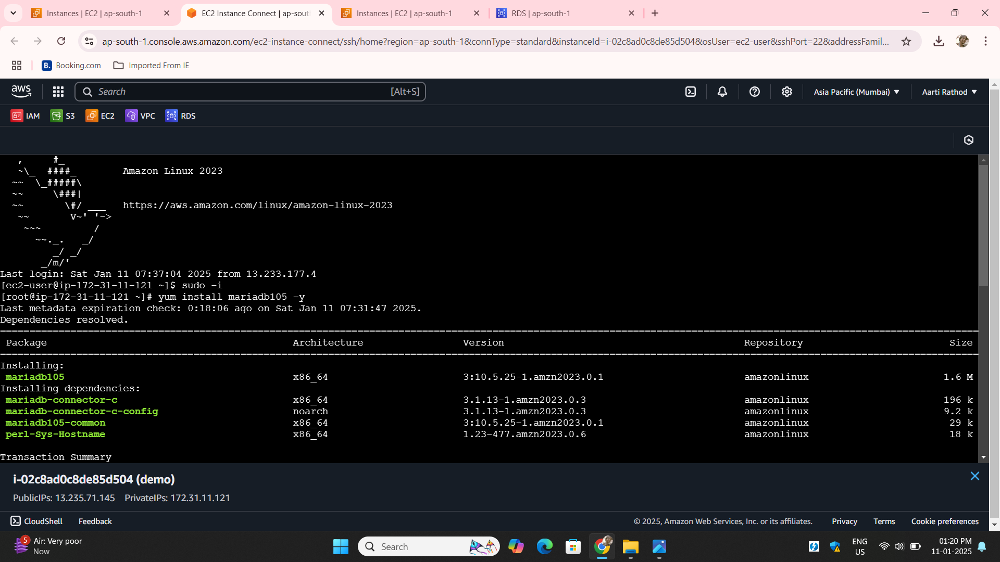 Instances | EC2 | ap-south-1
EC2 Instance Connect | ap-sout
Instances | EC2 | ap-south-1
RDS | ap-south-1
ap-south-1.console.aws.amazon.com/ec2-instance-connect/ssh/home?region=ap-south-1&connType=standard&instanceId=i-02c8ad0c8de85d504&osUser=ec2-user&sshPort=22&addressFamil...
B. Booking.com
Imported From IE
aws
Search [Alt+S]
Asia Pacific (Mumbai)
Aarti Rathod
IAM S3 EC2 VPC RDS
   ,     #_
   ~\_  ####_        Amazon Linux 2023
  ~~  \_#####\
  ~~     \###|
  ~~       \#/ ___   https://aws.amazon.com/linux/amazon-linux-2023
   ~~       V~' '->
    ~~~         /
      ~~._.   _/
         _/ _/
       _/m/'
Last login: Sat Jan 11 07:37:04 2025 from 13.233.177.4
[ec2-user@ip-172-31-11-121 ~]$ sudo -i
[root@ip-172-31-11-121 ~]# yum install mariadb105 -y
Last metadata expiration check: 0:18:06 ago on Sat Jan 11 07:31:47 2025.
Dependencies resolved.
Package Architecture Version Repository Size
Installing:
mariadb105 x86_64 3:10.5.25-1.amzn2023.0.1 amazonlinux 1.6 M
Installing dependencies:
mariadb-connector-c x86_64 3.1.13-1.amzn2023.0.3 amazonlinux 196 k
mariadb-connector-c-config noarch 3.1.13-1.amzn2023.0.3 amazonlinux 9.2 k
mariadb105-common x86_64 3:10.5.25-1.amzn2023.0.1 amazonlinux 29 k
perl-Sys-Hostname x86_64 1.23-477.amzn2023.0.6 amazonlinux 18 k
Transaction Summary
i-02c8ad0c8de85d504 (demo)
PublicIPs: 13.235.71.145 PrivateIPs: 172.31.11.121
CloudShell Feedback
© 2025, Amazon Web Services, Inc. or its affiliates. Privacy Terms Cookie preferences
5
Air: Very poor
Now
Search
ENG
US
01:20 PM
11-01-2025